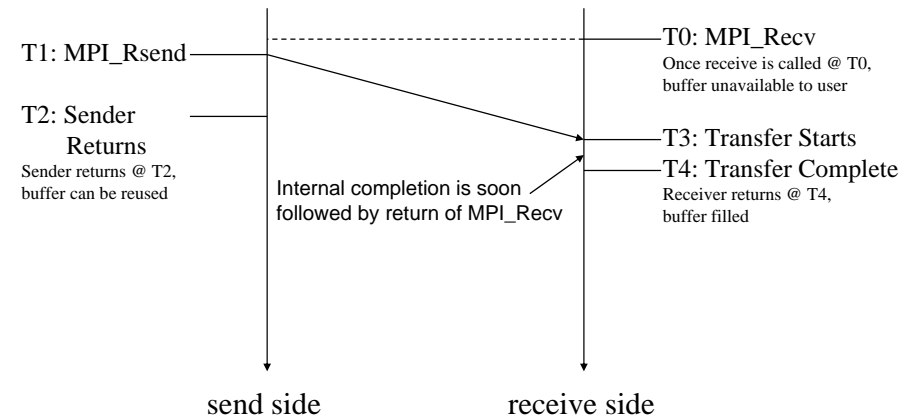 T1: MPI_Rsend
T2: Sender
Returns
Sender returns @ T2,
buffer can be reused
Internal completion is soon
followed by return of MPI_Recv
T0: MPI_Recv
Once receive is called @ T0,
buffer unavailable to user
T3: Transfer Starts
T4: Transfer Complete
Receiver returns @ T4,
buffer filled
send side
receive side